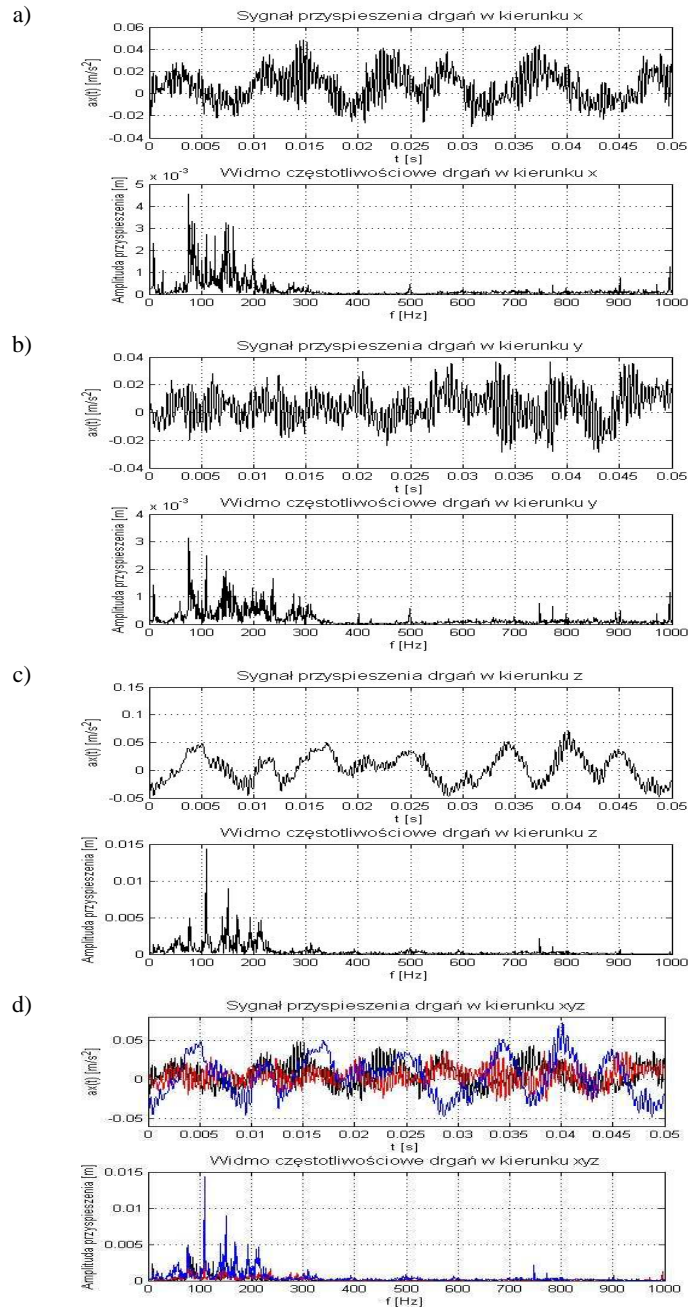 a)
Sygnał przyspieszenia drgań w kierunku x
ax(t) [m/s²]
0.06
0.04
0.02
0
-0.02
-0.04
0 0.005 0.01 0.015 0.02 0.025 0.03 0.035 0.04 0.045 0.05
t [s]
Widmo częstotliwościowe drgań w kierunku x
x 10⁻³
Amplituda przyspieszenia [m]
5
4
3
2
1
0
0 100 200 300 400 500 600 700 800 900 1000
f [Hz]
b)
Sygnał przyspieszenia drgań w kierunku y
ax(t) [m/s²]
0.04
0.02
0
-0.02
-0.04
0 0.005 0.01 0.015 0.02 0.025 0.03 0.035 0.04 0.045 0.05
t [s]
Widmo częstotliwościowe drgań w kierunku y
x 10⁻³
Amplituda przyspieszenia [m]
4
3
2
1
0
0 100 200 300 400 500 600 700 800 900 1000
f [Hz]
c)
Sygnał przyspieszenia drgań w kierunku z
ax(t) [m/s²]
0.15
0.1
0.05
0
-0.05
0 0.005 0.01 0.015 0.02 0.025 0.03 0.035 0.04 0.045 0.05
t [s]
Widmo częstotliwościowe drgań w kierunku z
Amplituda przyspieszenia [m]
0.015
0.01
0.005
0
0 100 200 300 400 500 600 700 800 900 1000
f [Hz]
d)
Sygnał przyspieszenia drgań w kierunku xyz
ax(t) [m/s²]
0.05
0
-0.05
0 0.005 0.01 0.015 0.02 0.025 0.03 0.035 0.04 0.045 0.05
t [s]
Widmo częstotliwościowe drgań w kierunku xyz
Amplituda przyspieszenia [m]
0.015
0.01
0.005
0
0 100 200 300 400 500 600 700 800 900 1000
f [Hz]